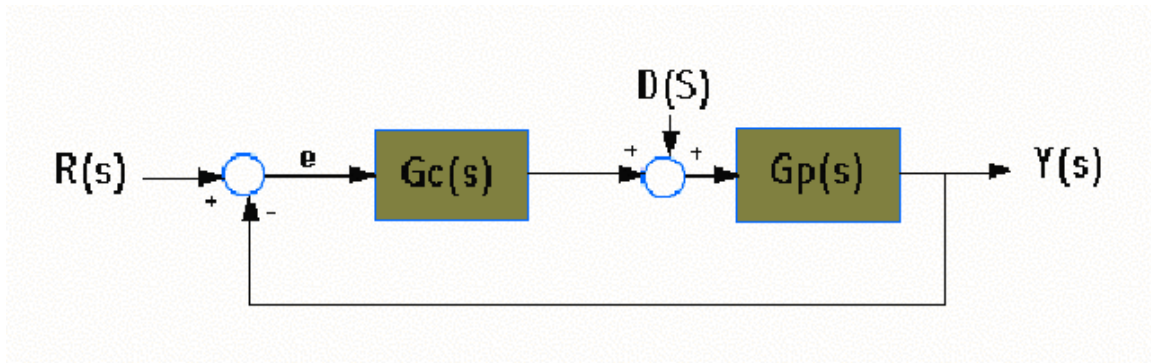 D(S)
R(s)
+
-
e
Gc(s)
+
+
Gp(s)
Y(s)